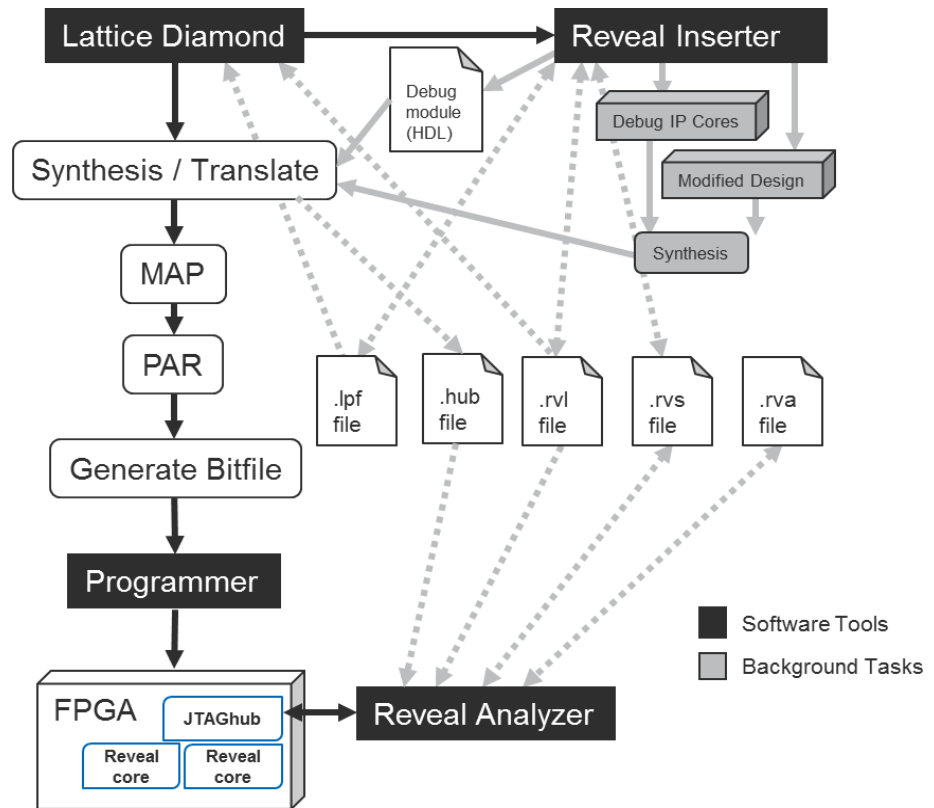 Lattice Diamond
Reveal Inserter
Debug
module
(HDL)
Debug IP Cores
Synthesis / Translate
Modified Design
Synthesis
MAP
PAR
.lpf
file
.hub
file
.rvl
file
.rvs
file
.rva
file
Generate Bitfile
Programmer
Software Tools
Background Tasks
FPGA
JTAGhub
Reveal
core
Reveal
core
Reveal Analyzer